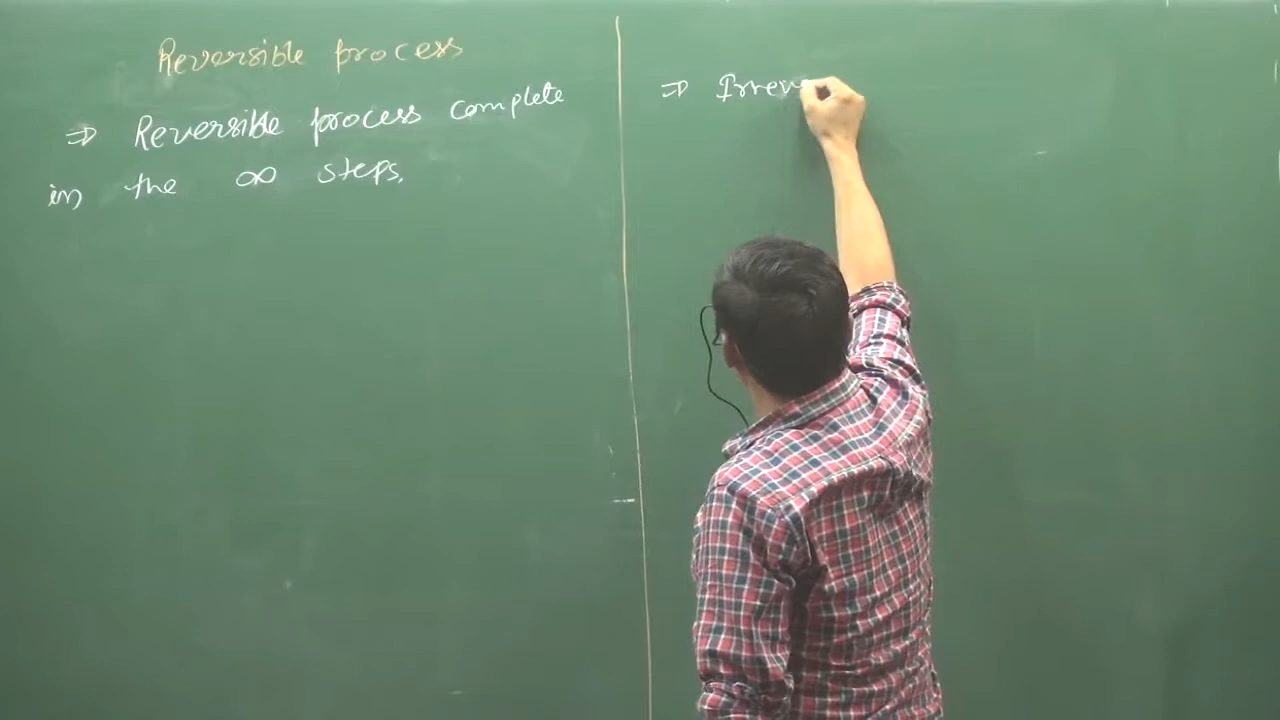 Reversible process
⇒ Reversible process complete
in the ∞ steps.
⇒ Irrev